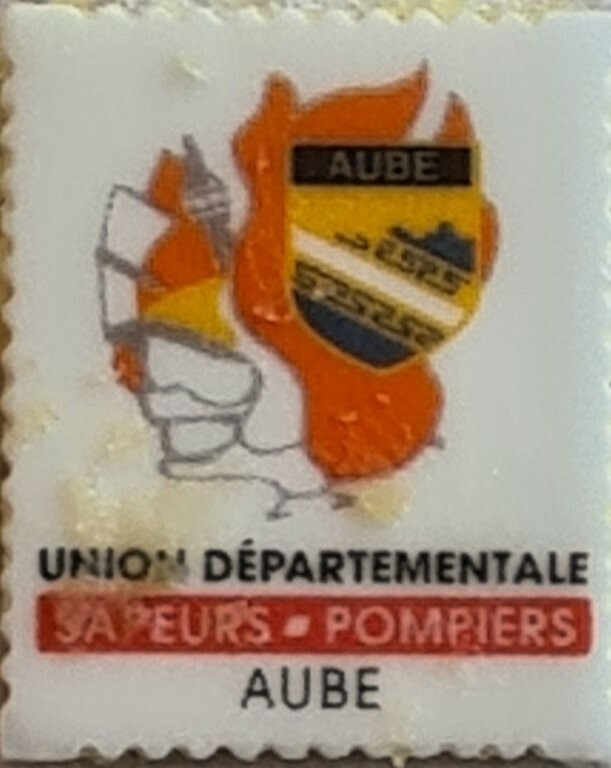 AUBE
UNION DÉPARTEMENTALE
SAPEURS - POMPIERS
AUBE